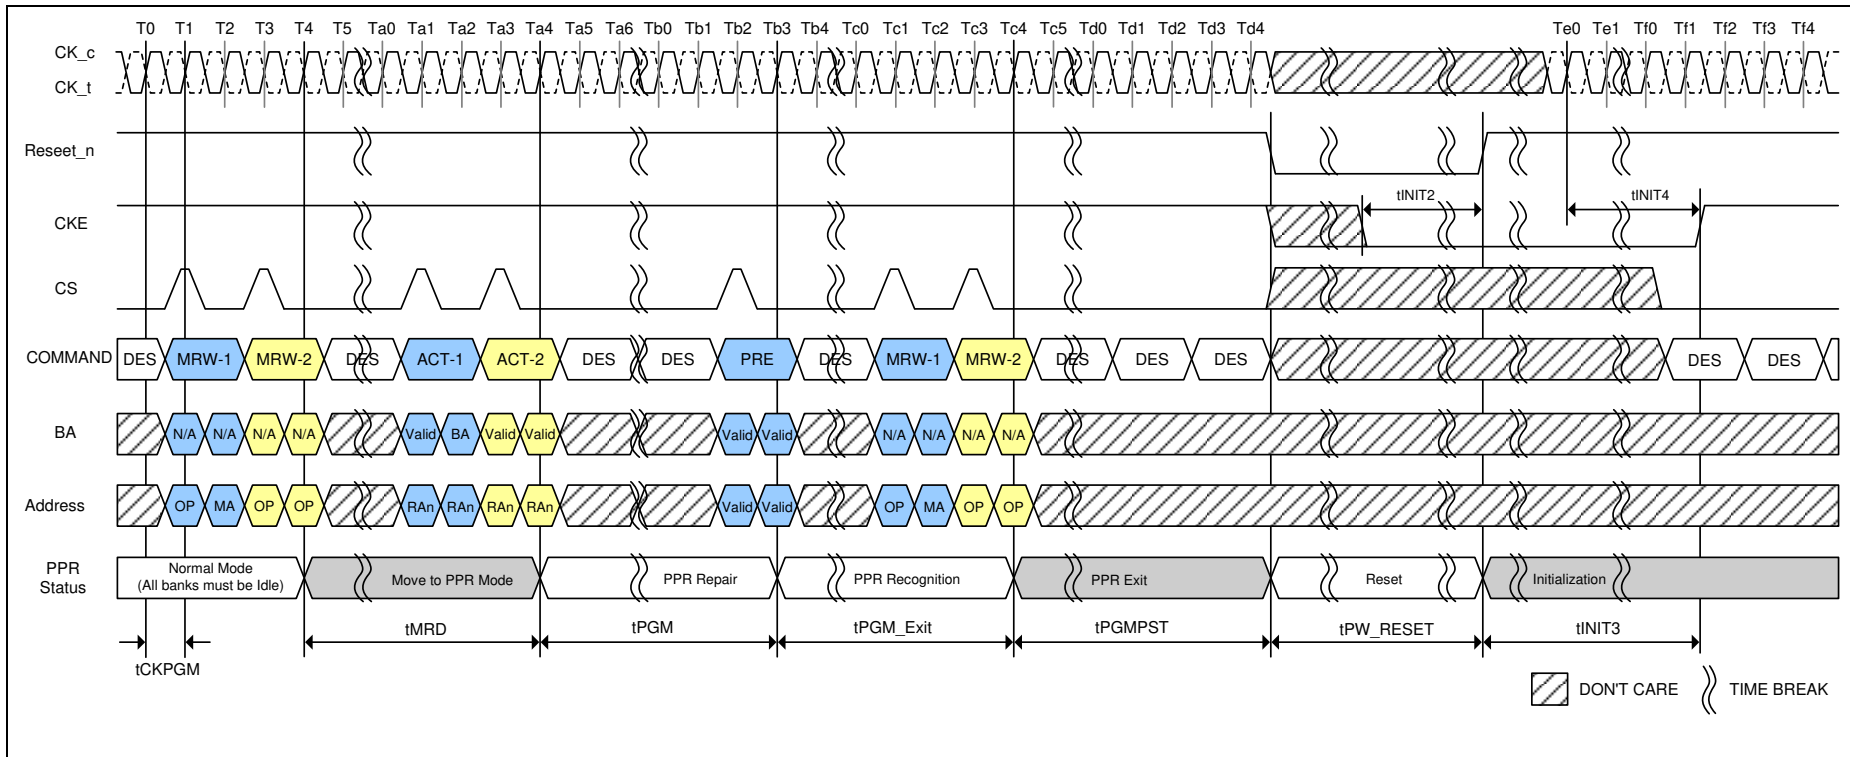 T0 T1 T2 T3 T4 T5 Ta0 Ta1 Ta2 Ta3 Ta4 Ta5 Ta6 Tb0 Tb1 Tb2 Tb3 Tb4 Tc0 Tc1 Tc2 Tc3 Tc4 Tc5 Td0 Td1 Td2 Td3 Td4 Te0 Te1 Tf0 Tf1 Tf2 Tf3 Tf4
CK_c
CK_t
Reseet_n
CKE tINIT2 tINIT4
CS
COMMAND DES MRW-1 MRW-2 DES ACT-1 ACT-2 DES DES PRE DES MRW-1 MRW-2 DES DES DES DES DES
BA N/A N/A N/A N/A Valid BA Valid Valid Valid Valid N/A N/A N/A N/A
Address OP MA OP OP RAn RAn RAn RAn Valid Valid OP MA OP OP
PPR
Status
Normal Mode
(All banks must be Idle)
Move to PPR Mode PPR Repair PPR Recognition PPR Exit Reset Initialization
tMRD tPGM tPGM_Exit tPGMPST tPW_RESET tINIT3
tCKPGM
DON'T CARE TIME BREAK